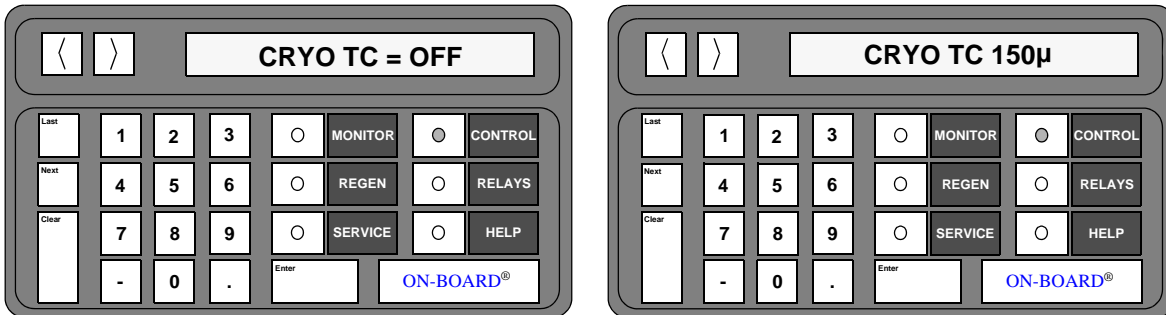 〈 〉 CRYO TC = OFF
Last 1 2 3 MONITOR CONTROL
Next 4 5 6 REGEN RELAYS
Clear 7 8 9 SERVICE HELP
- 0 . Enter ON-BOARD®
〈 〉 CRYO TC 150µ
Last 1 2 3 MONITOR CONTROL
Next 4 5 6 REGEN RELAYS
Clear 7 8 9 SERVICE HELP
- 0 . Enter ON-BOARD®